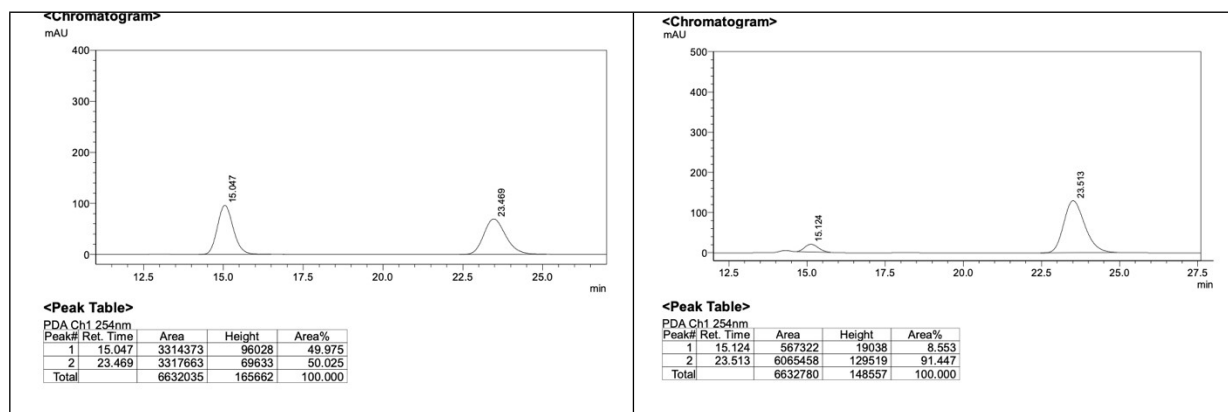 <Chromatogram>
mAU
400
300
200
100
0
15.047
23.469
12.5 15.0 17.5 20.0 22.5 25.0
min
<Peak Table>
PDA Ch1 254nm
Peak# Ret. Time Area Height Area%
1 15.047 3314373 96028 49.975
2 23.469 3317663 69633 50.025
Total 6632035 165662 100.000
<Chromatogram>
mAU
500
400
300
200
100
0
15.124
23.513
12.5 15.0 17.5 20.0 22.5 25.0 27.5
min
<Peak Table>
PDA Ch1 254nm
Peak# Ret. Time Area Height Area%
1 15.124 567322 19038 8.553
2 23.513 6065458 129519 91.447
Total 6632780 148557 100.000